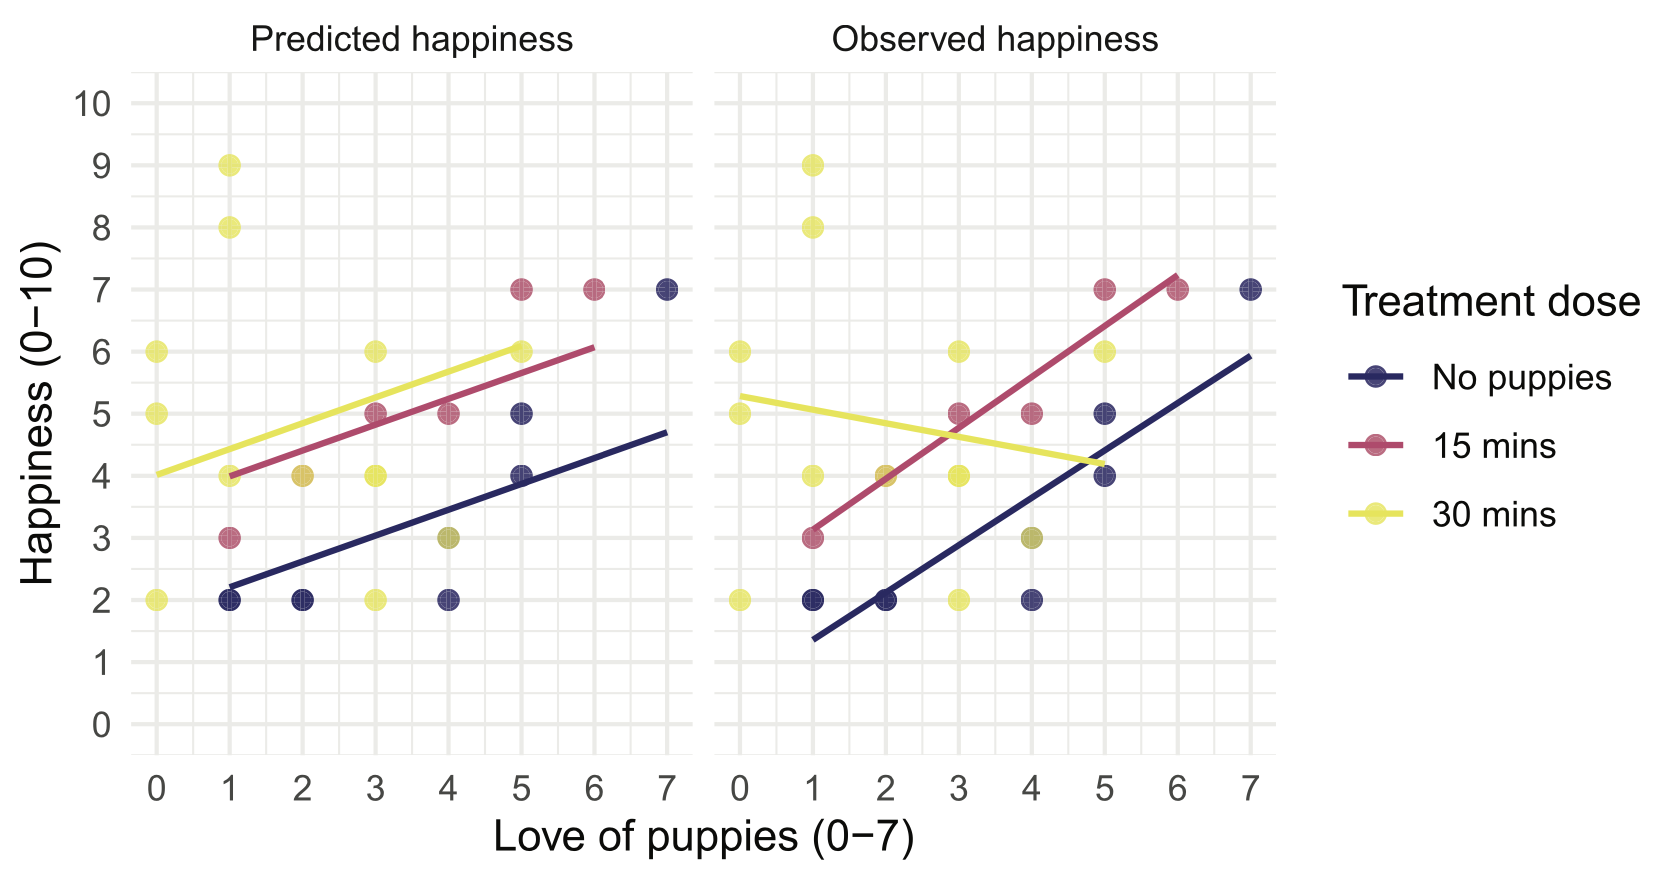 Predicted happiness
Observed happiness
Happiness (0−10)
10
9
8
7
6
5
4
3
2
1
0
0 1 2 3 4 5 6 7
0 1 2 3 4 5 6 7
Love of puppies (0−7)
Treatment dose
No puppies
15 mins
30 mins